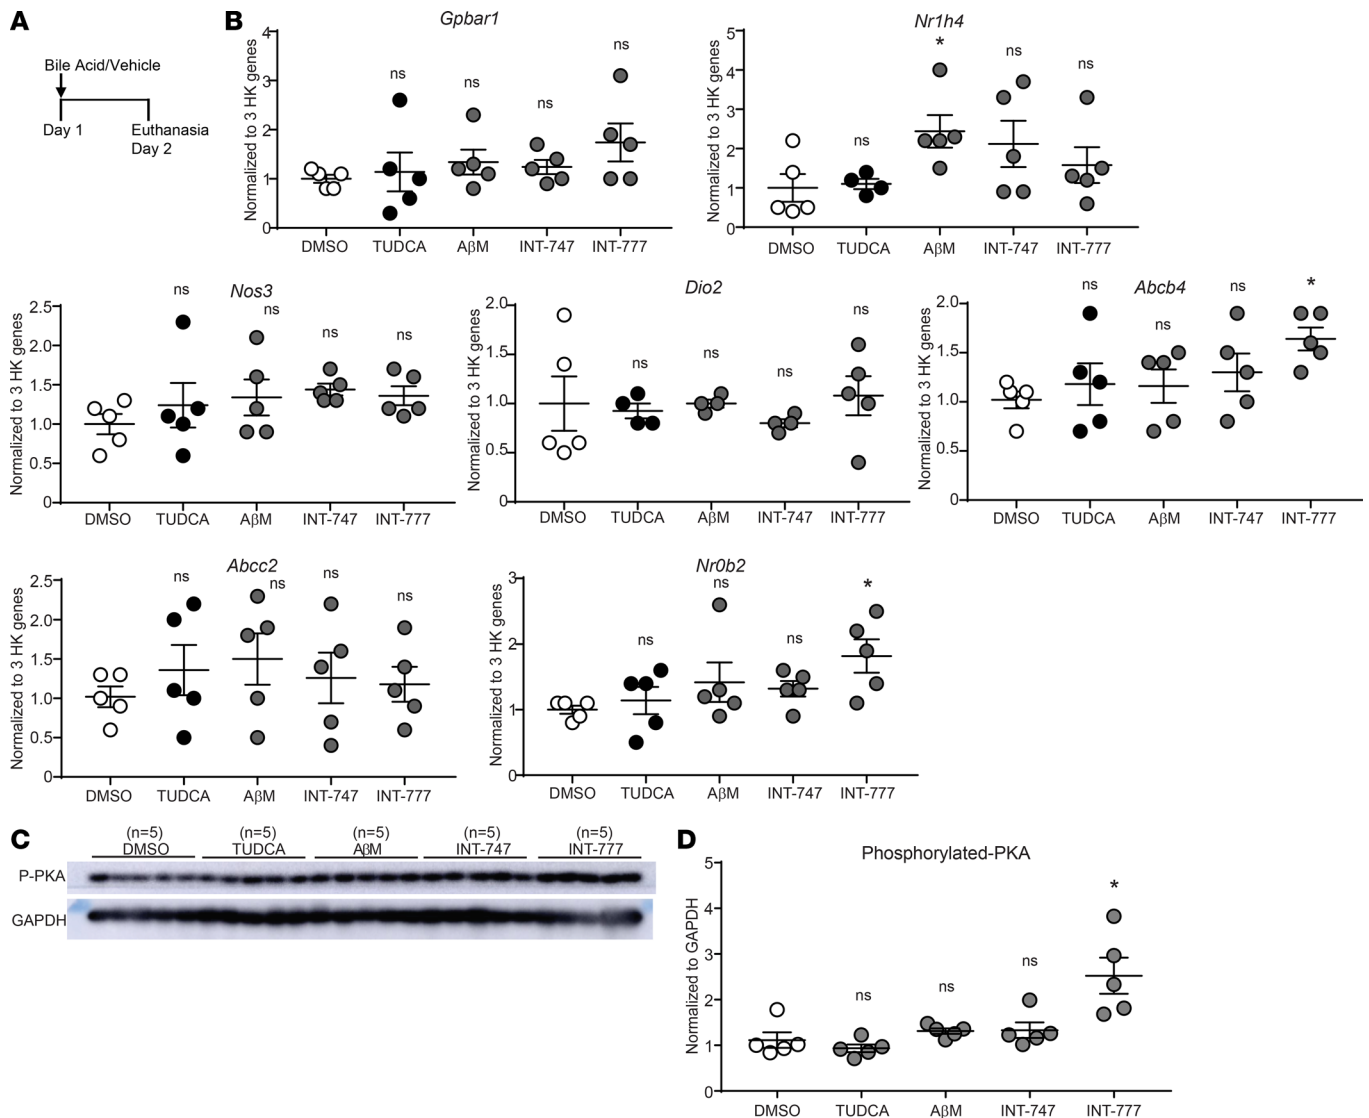 A
Bile Acid/Vehicle
Day 1
Euthanasia
Day 2
B
Gpbar1
Normalized to 3 HK genes
4
3
2
1
0
ns
ns
ns
ns
DMSO TUDCA AβM INT-747 INT-777
Nr1h4
Normalized to 3 HK genes
5
4
3
2
1
0
ns
*
ns
ns
DMSO TUDCA AβM INT-747 INT-777
Nos3
Normalized to 3 HK genes
2.5
2.0
1.5
1.0
0.5
0
ns
ns
ns
ns
DMSO TUDCA AβM INT-747 INT-777
Dio2
Normalized to 3 HK genes
2.0
1.5
1.0
0.5
0
ns
ns
ns
ns
DMSO TUDCA AβM INT-747 INT-777
Abcb4
Normalized to 3 HK genes
2.0
1.5
1.0
0.5
0
ns
ns
ns
*
DMSO TUDCA AβM INT-747 INT-777
Abcc2
Normalized to 3 HK genes
2.5
2.0
1.5
1.0
0.5
0
ns
ns
ns
ns
DMSO TUDCA AβM INT-747 INT-777
Nr0b2
Normalized to 3 HK genes
3
2
1
0
ns
ns
ns
*
DMSO TUDCA AβM INT-747 INT-777
C
(n=5) (n=5) (n=5) (n=5) (n=5)
DMSO TUDCA AβM INT-747 INT-777
P-PKA
GAPDH
D
Phosphorylated-PKA
Normalized to GAPDH
5
4
3
2
1
0
ns
ns
ns
*
DMSO TUDCA AβM INT-747 INT-777